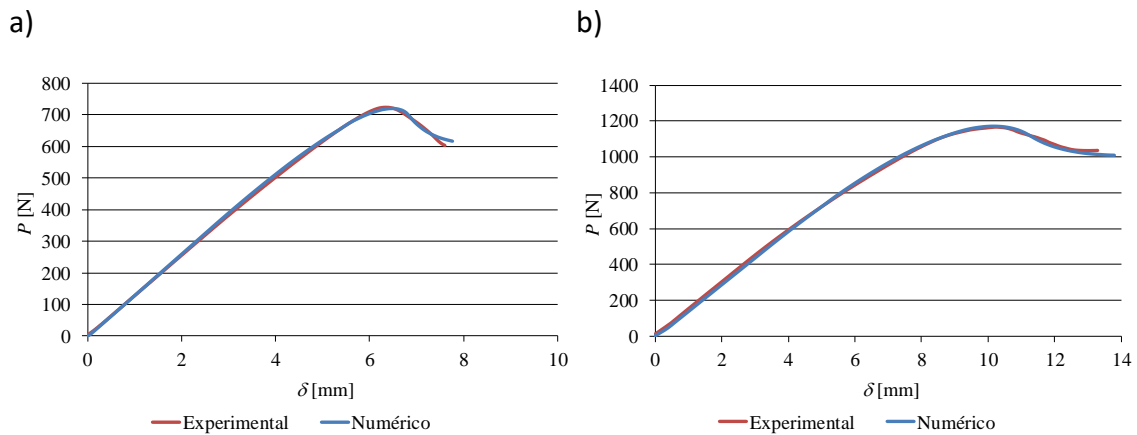 a)
800
700
600
500
400
300
200
100
0
P [N]
0 2 4 6 8 10
δ [mm]
Experimental Numérico
b)
1400
1200
1000
800
600
400
200
0
P [N]
0 2 4 6 8 10 12 14
δ [mm]
Experimental Numérico